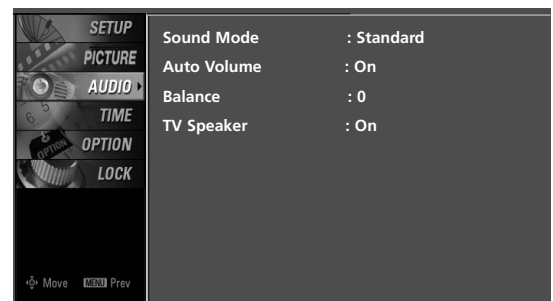 SETUP
PICTURE
AUDIO
TIME
OPTION
LOCK
Move MENU Prev
Sound Mode : Standard
Auto Volume : On
Balance : 0
TV Speaker : On